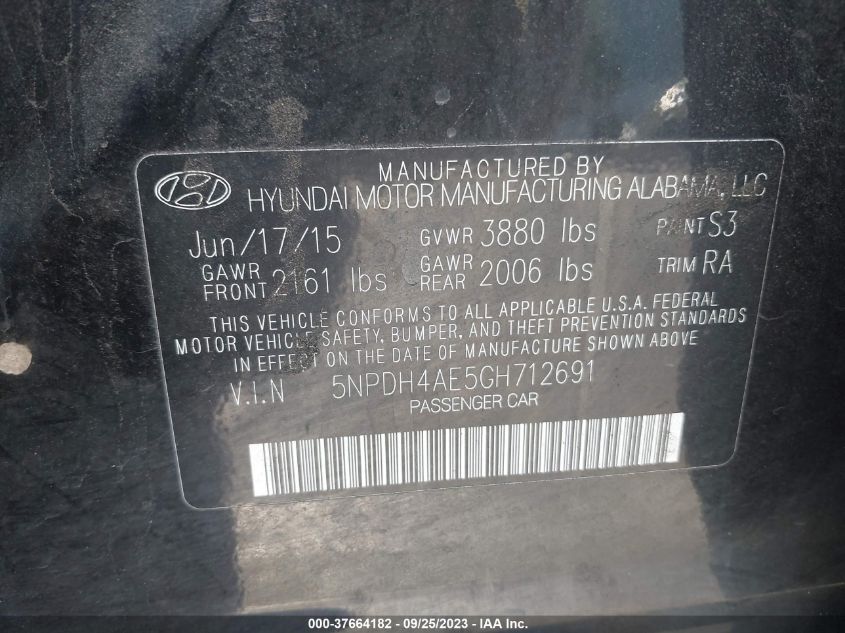 MANUFACTURED BY
HYUNDAI MOTOR MANUFACTURING ALABAMA, LLC
Jun/17/15 GVWR 3880 lbs PAINT S3
GAWR FRONT 2161 lbs GAWR REAR 2006 lbs TRIM RA
THIS VEHICLE CONFORMS TO ALL APPLICABLE U.S.A. FEDERAL
MOTOR VEHICLE SAFETY, BUMPER, AND THEFT PREVENTION STANDARDS
IN EFFECT ON THE DATE OF MANUFACTURE SHOWN ABOVE
V.I.N 5NPDH4AE5GH712691
PASSENGER CAR
000-37664182 - 09/25/2023 - © IAA Holdings, LLC